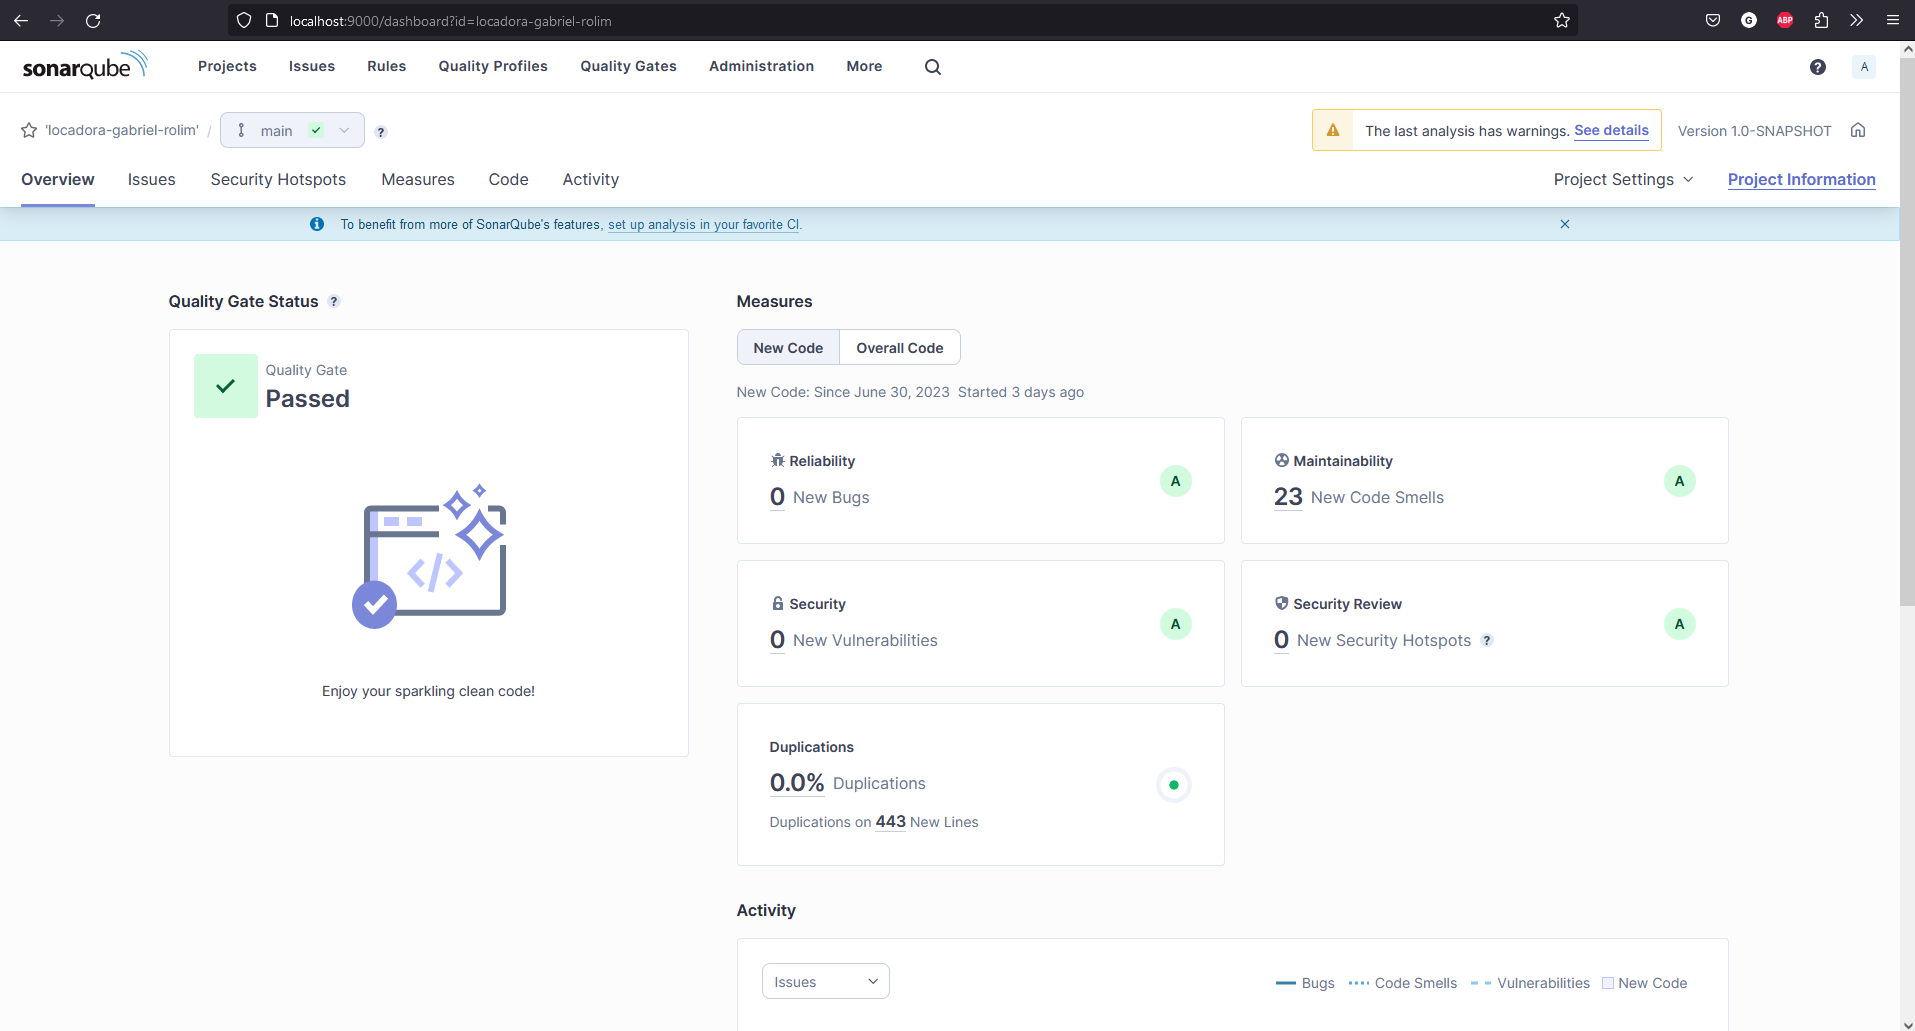 localhost:9000/dashboard?id=locadora-gabriel-rolim
G
ABP
sonarqube
Projects Issues Rules Quality Profiles Quality Gates Administration More
?
A
'locadora-gabriel-rolim' / main ?
The last analysis has warnings. See details
Version 1.0-SNAPSHOT
Overview Issues Security Hotspots Measures Code Activity
Project Settings Project Information
To benefit from more of SonarQube's features, set up analysis in your favorite CI.
Quality Gate Status ?
Quality Gate
Passed
</>
Enjoy your sparkling clean code!
Measures
New Code Overall Code
New Code: Since June 30, 2023 Started 3 days ago
Reliability
0 New Bugs
A
Maintainability
23 New Code Smells
A
Security
0 New Vulnerabilities
A
Security Review
0 New Security Hotspots ?
A
Duplications
0.0% Duplications
Duplications on 443 New Lines
Activity
Issues
Bugs Code Smells Vulnerabilities New Code